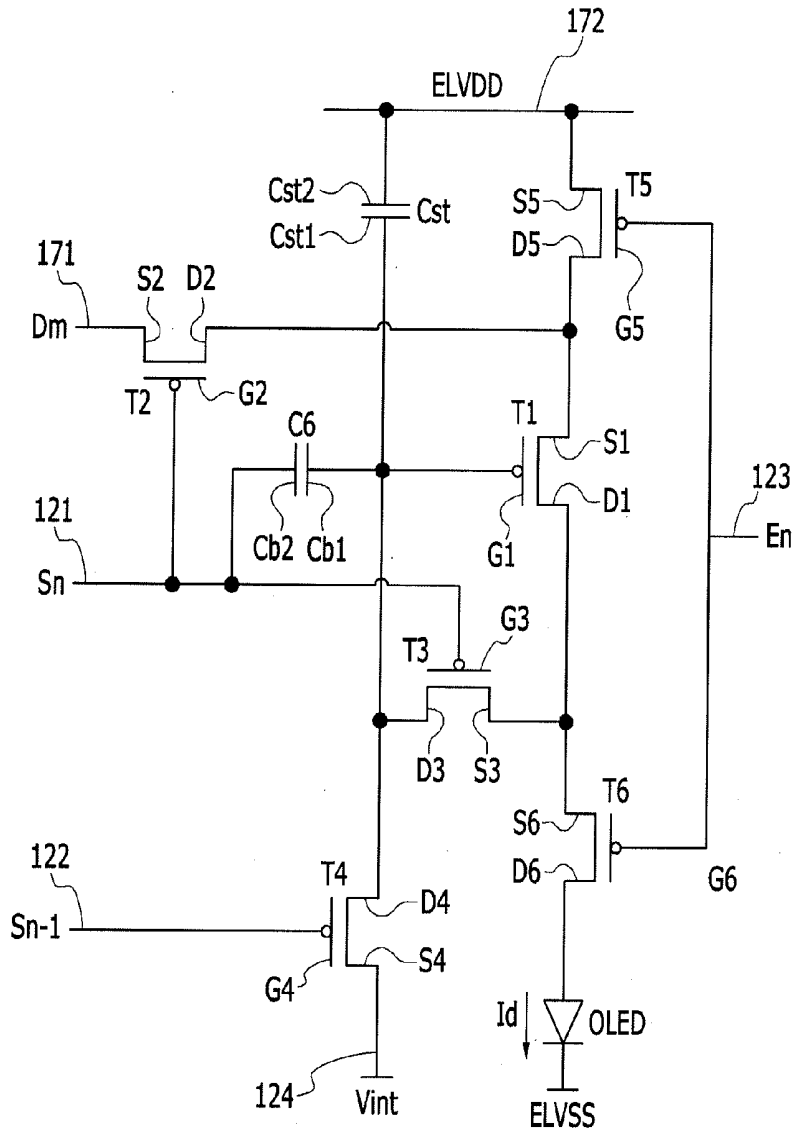 172
ELVDD
Cst2
Cst
Cst1
S5
T5
D5
G5
171
S2
D2
Dm
T2
G2
C6
T1
S1
D1
G1
Cb2
Cb1
123
En
121
Sn
G3
T3
D3
S3
T6
S6
D6
G6
122
Sn-1
T4
D4
S4
G4
Id
OLED
124
Vint
ELVSS